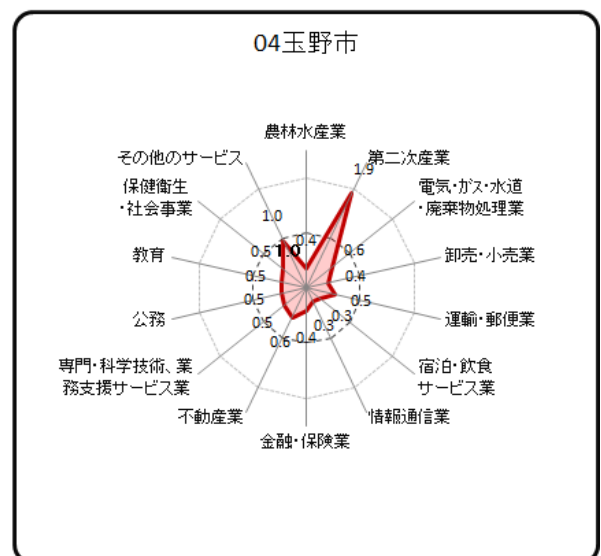 04玉野市
農林水産業
その他のサービス
第二次産業
1.9
保健衛生
・社会事業
電気・ガス・水道
・廃棄物処理業
1.0
0.4
1.0
0.5
0.6
教育
卸売・小売業
0.5
0.4
0.5
0.5
公務
運輸・郵便業
0.5
0.3
0.6
0.4
0.3
専門・科学技術、業
務支援サービス業
宿泊・飲食
サービス業
不動産業
情報通信業
金融・保険業